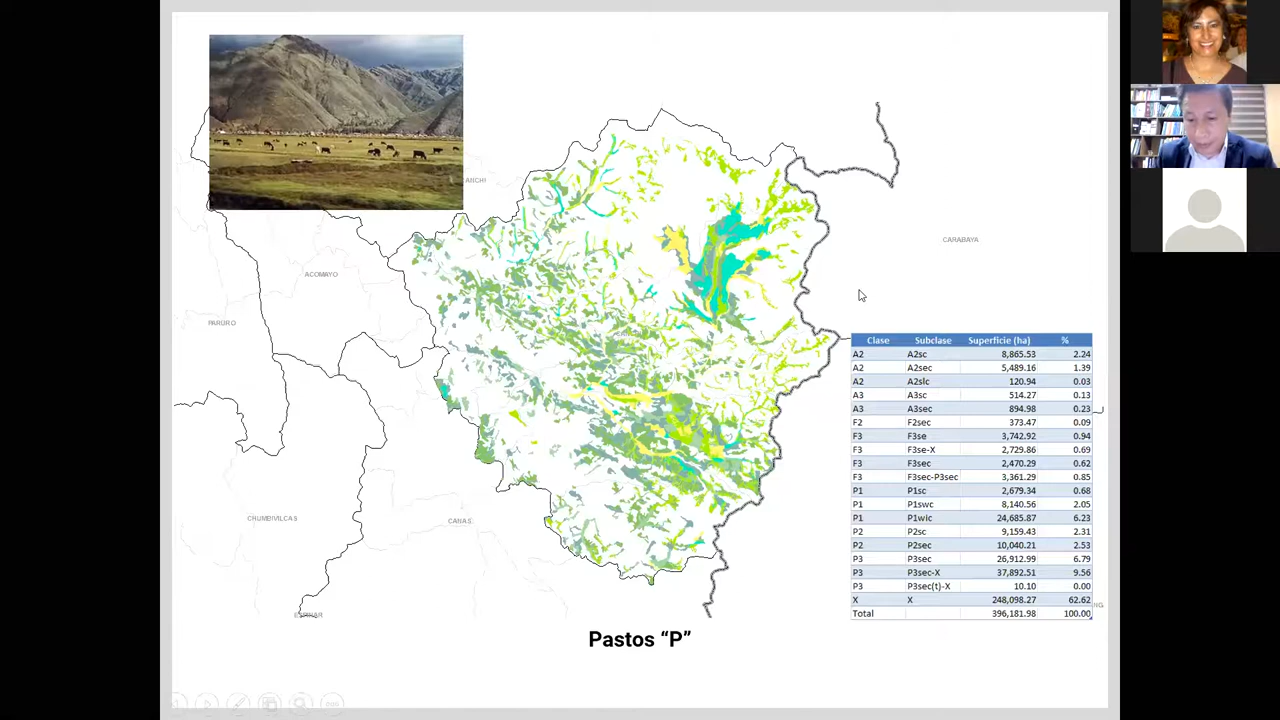 ACOMAYO
PARURO
CARABAYA
CHUMBIVILCAS
CANAS
ESPINAR
Clase Subclase Superficie (ha) %
A2 A2sc 8,865.53 2.24
A2 A2sec 5,489.16 1.39
A2 A2slc 120.94 0.03
A3 A3sc 514.27 0.13
A3 A3sec 894.98 0.23
F2 F2sec 373.47 0.09
F3 F3se 3,742.92 0.94
F3 F3se-X 2,729.86 0.69
F3 F3sec 2,470.29 0.62
F3 F3sec-P3sec 3,361.29 0.85
P1 P1sc 2,679.34 0.68
P1 P1swc 8,140.56 2.05
P1 P1wic 24,685.87 6.23
P2 P2sc 9,159.43 2.31
P2 P2sec 10,040.21 2.53
P3 P3sec 26,912.99 6.79
P3 P3sec-X 37,892.51 9.56
P3 P3sec(t)-X 10.10 0.00
X X 248,098.27 62.62
Total 396,181.98 100.00
Pastos “P”